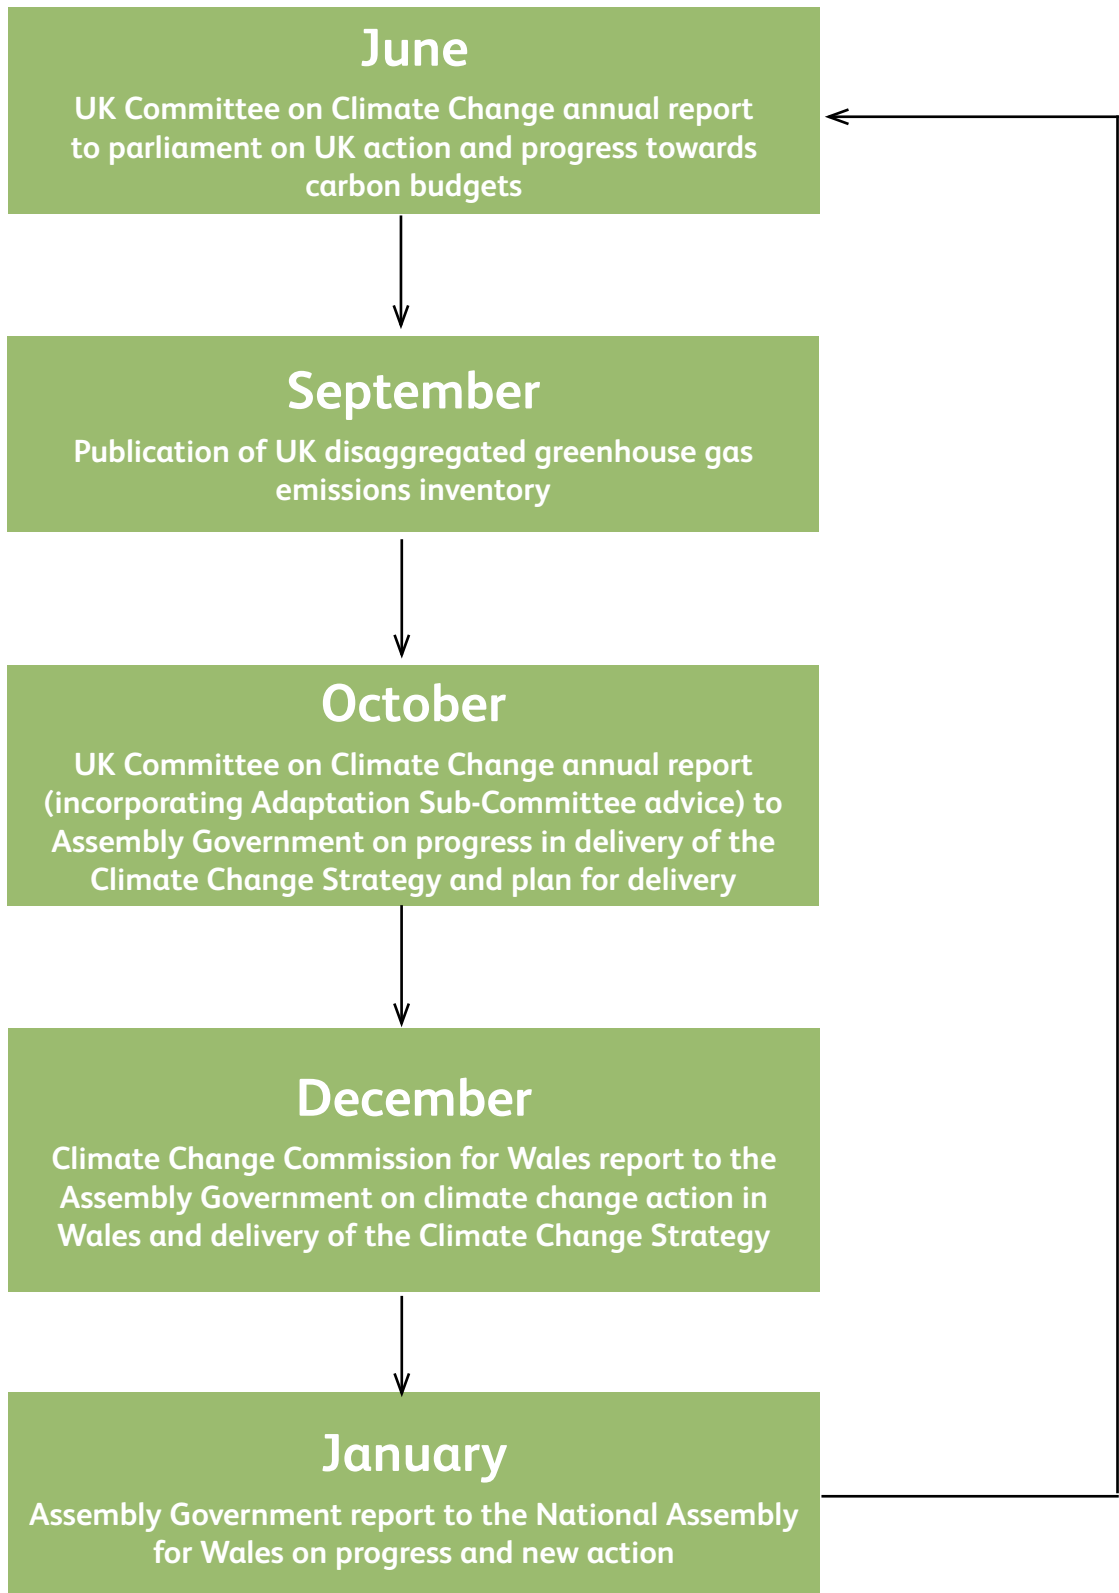 June
UK Committee on Climate Change annual report
to parliament on UK action and progress towards
carbon budgets
September
Publication of UK disaggregated greenhouse gas
emissions inventory
October
UK Committee on Climate Change annual report
(incorporating Adaptation Sub-Committee advice) to
Assembly Government on progress in delivery of the
Climate Change Strategy and plan for delivery
December
Climate Change Commission for Wales report to the
Assembly Government on climate change action in
Wales and delivery of the Climate Change Strategy
January
Assembly Government report to the National Assembly
for Wales on progress and new action